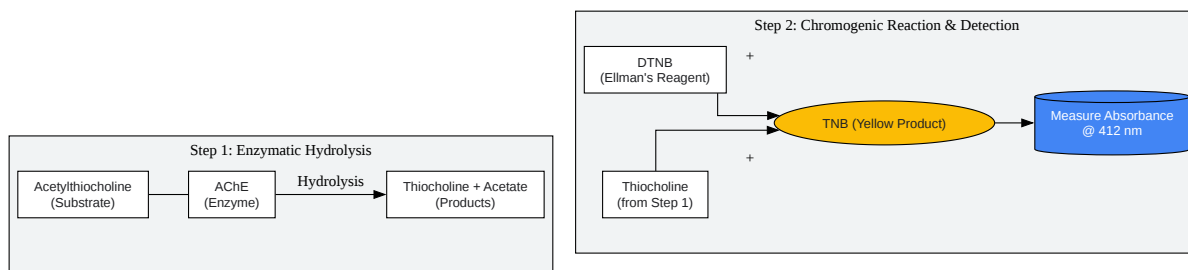 Step 1: Enzymatic Hydrolysis
Acetylthiocholine
(Substrate)
AChE
(Enzyme)
Hydrolysis
Thiocholine + Acetate
(Products)
Step 2: Chromogenic Reaction & Detection
DTNB
(Ellman's Reagent)
+
TNB (Yellow Product)
Measure Absorbance
@ 412 nm
+
Thiocholine
(from Step 1)